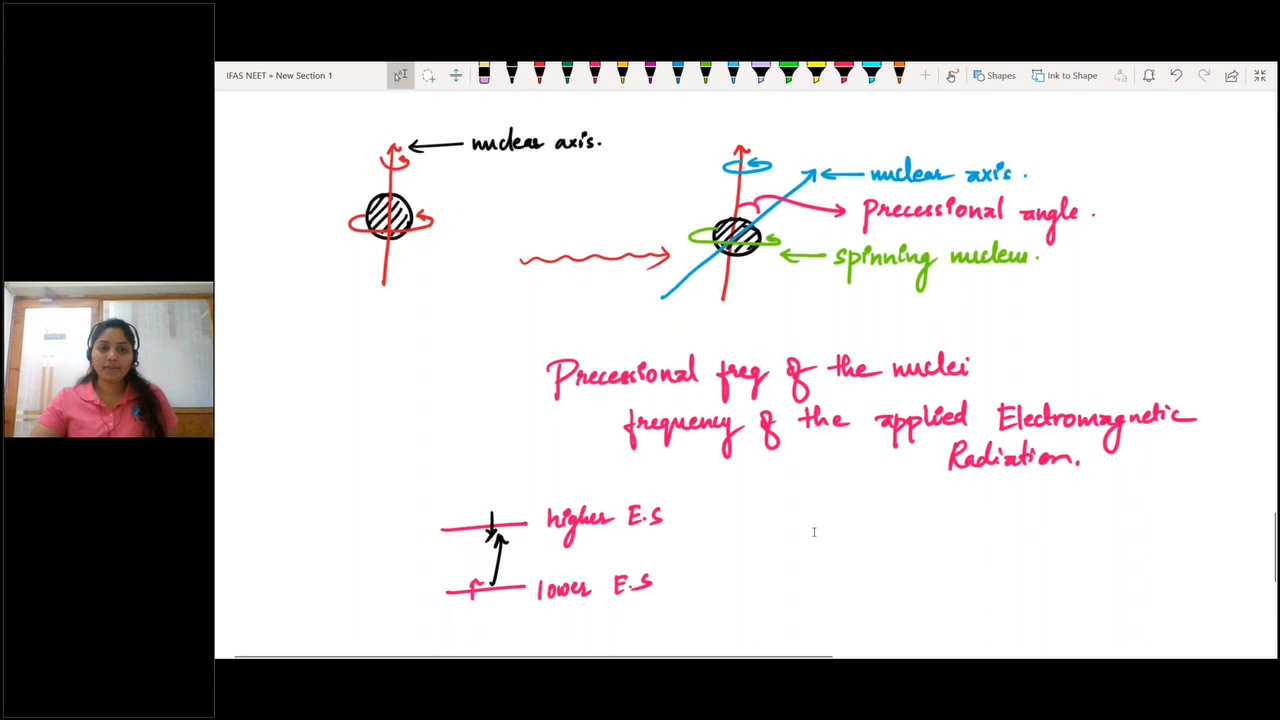 IFAS NEET » New Section 1
Shapes
Ink to Shape
nuclear axis.
nuclear axis.
Precessional angle.
spinning nucleus.
Precessional freq of the nuclei
frequency of the applied Electromagnetic
Radiation.
higher E.S
lower E.S